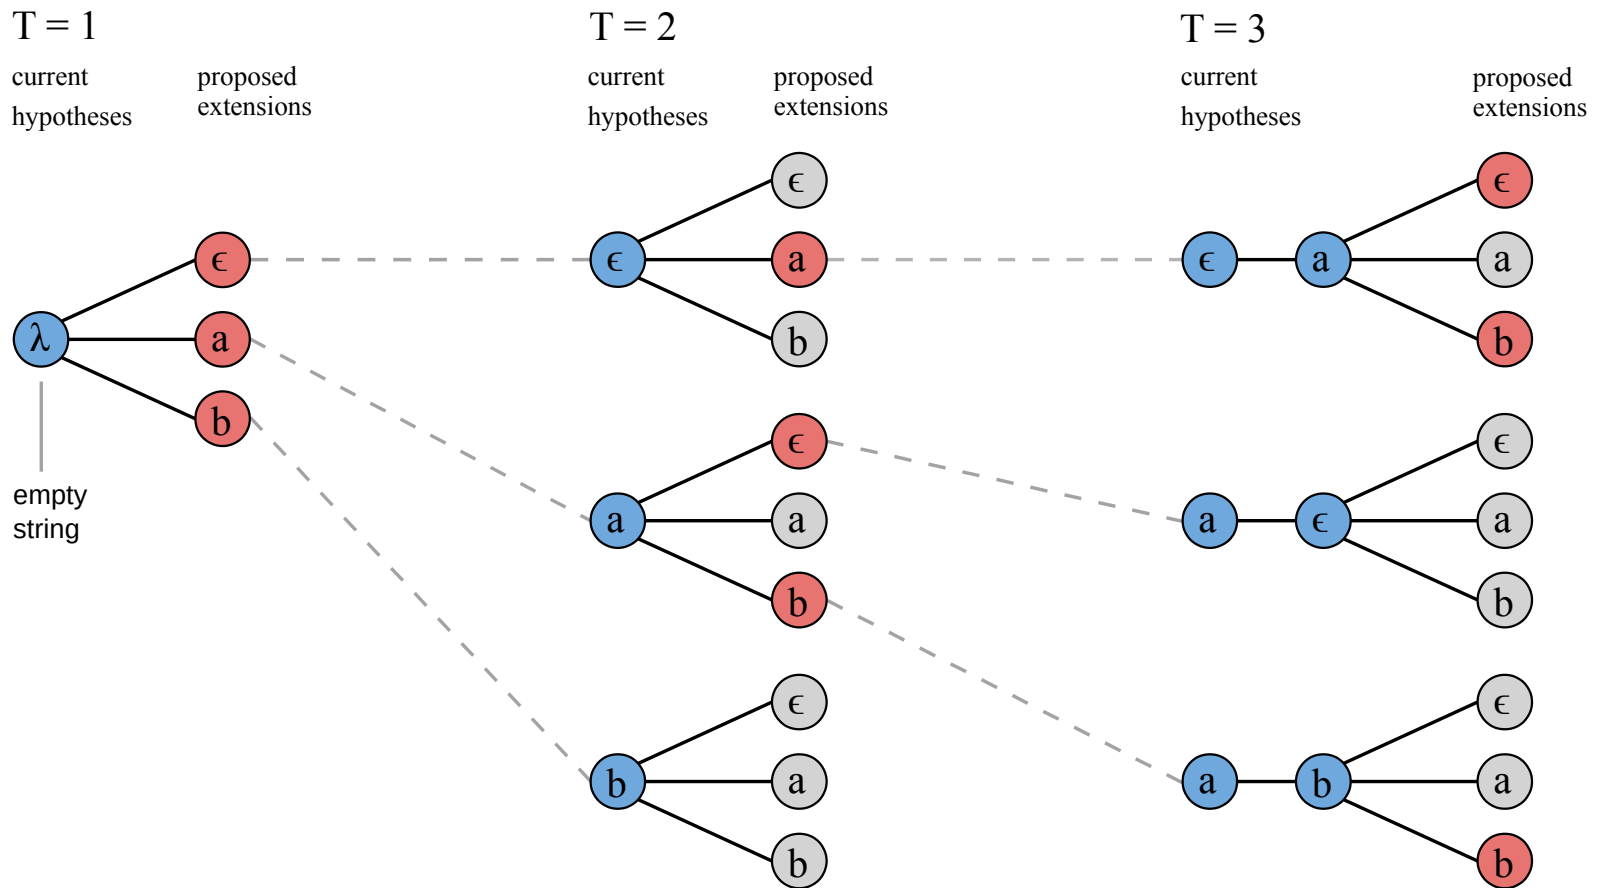 T = 1
T = 2
T = 3
current
hypotheses
proposed
extensions
current
hypotheses
proposed
extensions
current
hypotheses
proposed
extensions
λ
empty
string
ϵ
a
b
ϵ
ϵ
a
b
a
ϵ
a
b
b
ϵ
a
b
ϵ a
ϵ
a
b
a ϵ
ϵ
a
b
a b
ϵ
a
b